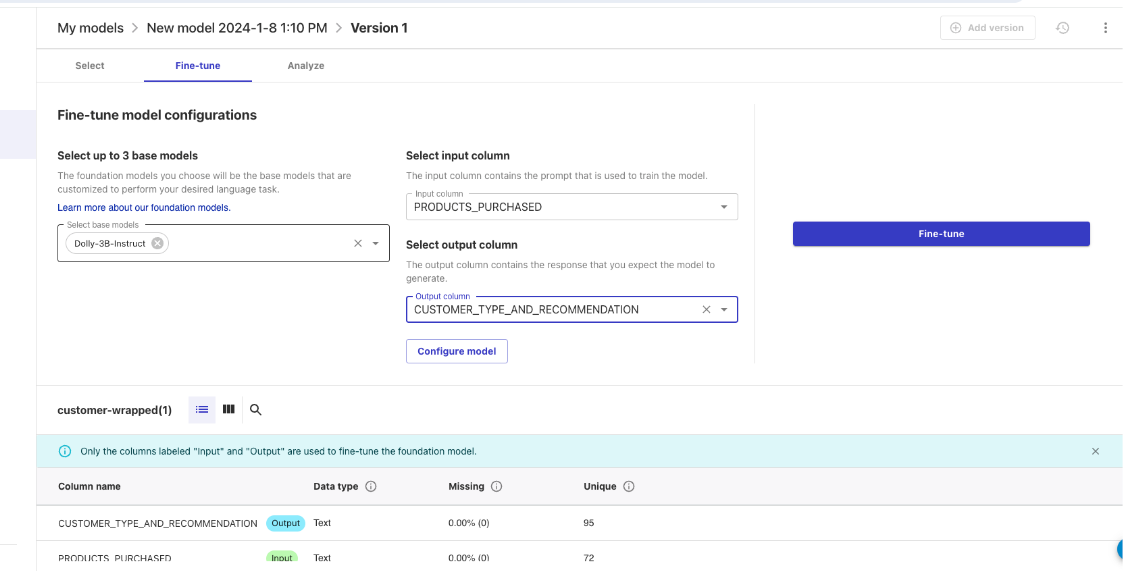 My models > New model 2024-1-8 1:10 PM > Version 1
Add version
Select
Fine-tune
Analyze
Fine-tune model configurations
Select up to 3 base models
The foundation models you choose will be the base models that are
customized to perform your desired language task.
Learn more about our foundation models.
Select base models
Dolly-3B-Instruct
Select input column
The input column contains the prompt that is used to train the model.
Input column
PRODUCTS_PURCHASED
Select output column
The output column contains the response that you expect the model to
generate.
Output column
CUSTOMER_TYPE_AND_RECOMMENDATION
Configure model
Fine-tune
customer-wrapped(1)
Only the columns labeled "Input" and "Output" are used to fine-tune the foundation model.
Column name Data type Missing Unique
CUSTOMER_TYPE_AND_RECOMMENDATION Output Text 0.00% (0) 95
PRODUCTS_PURCHASED Input Text 0.00% (0) 72